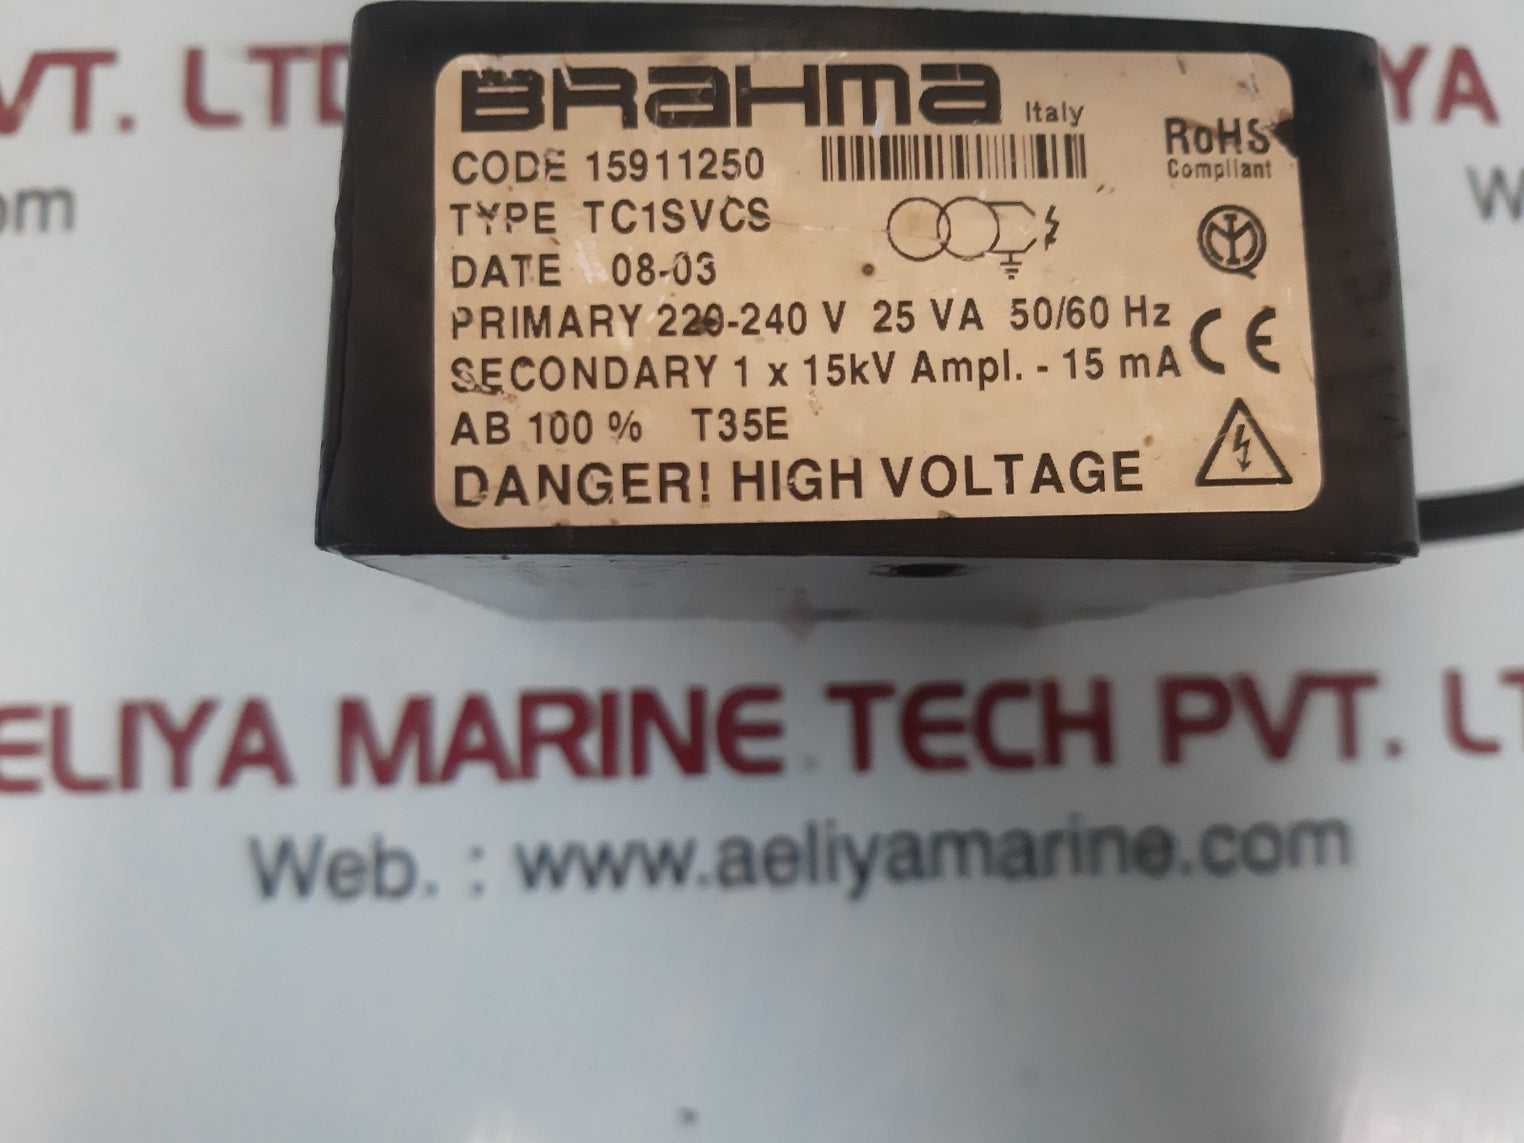 VT. LTD
YA
om
W
BRAHMA Italy
RoHS
Compliant
CODE 15911250
TYPE TC1SVCS
DATE 08-03
PRIMARY 220-240 V 25 VA 50/60 Hz
SECONDARY 1 x 15kV Ampl. - 15 mA
CE
AB 100 % T35E
DANGER! HIGH VOLTAGE
ELIYA MARINE TECH PVT. LT
Web. : www.aeliyamarine.com